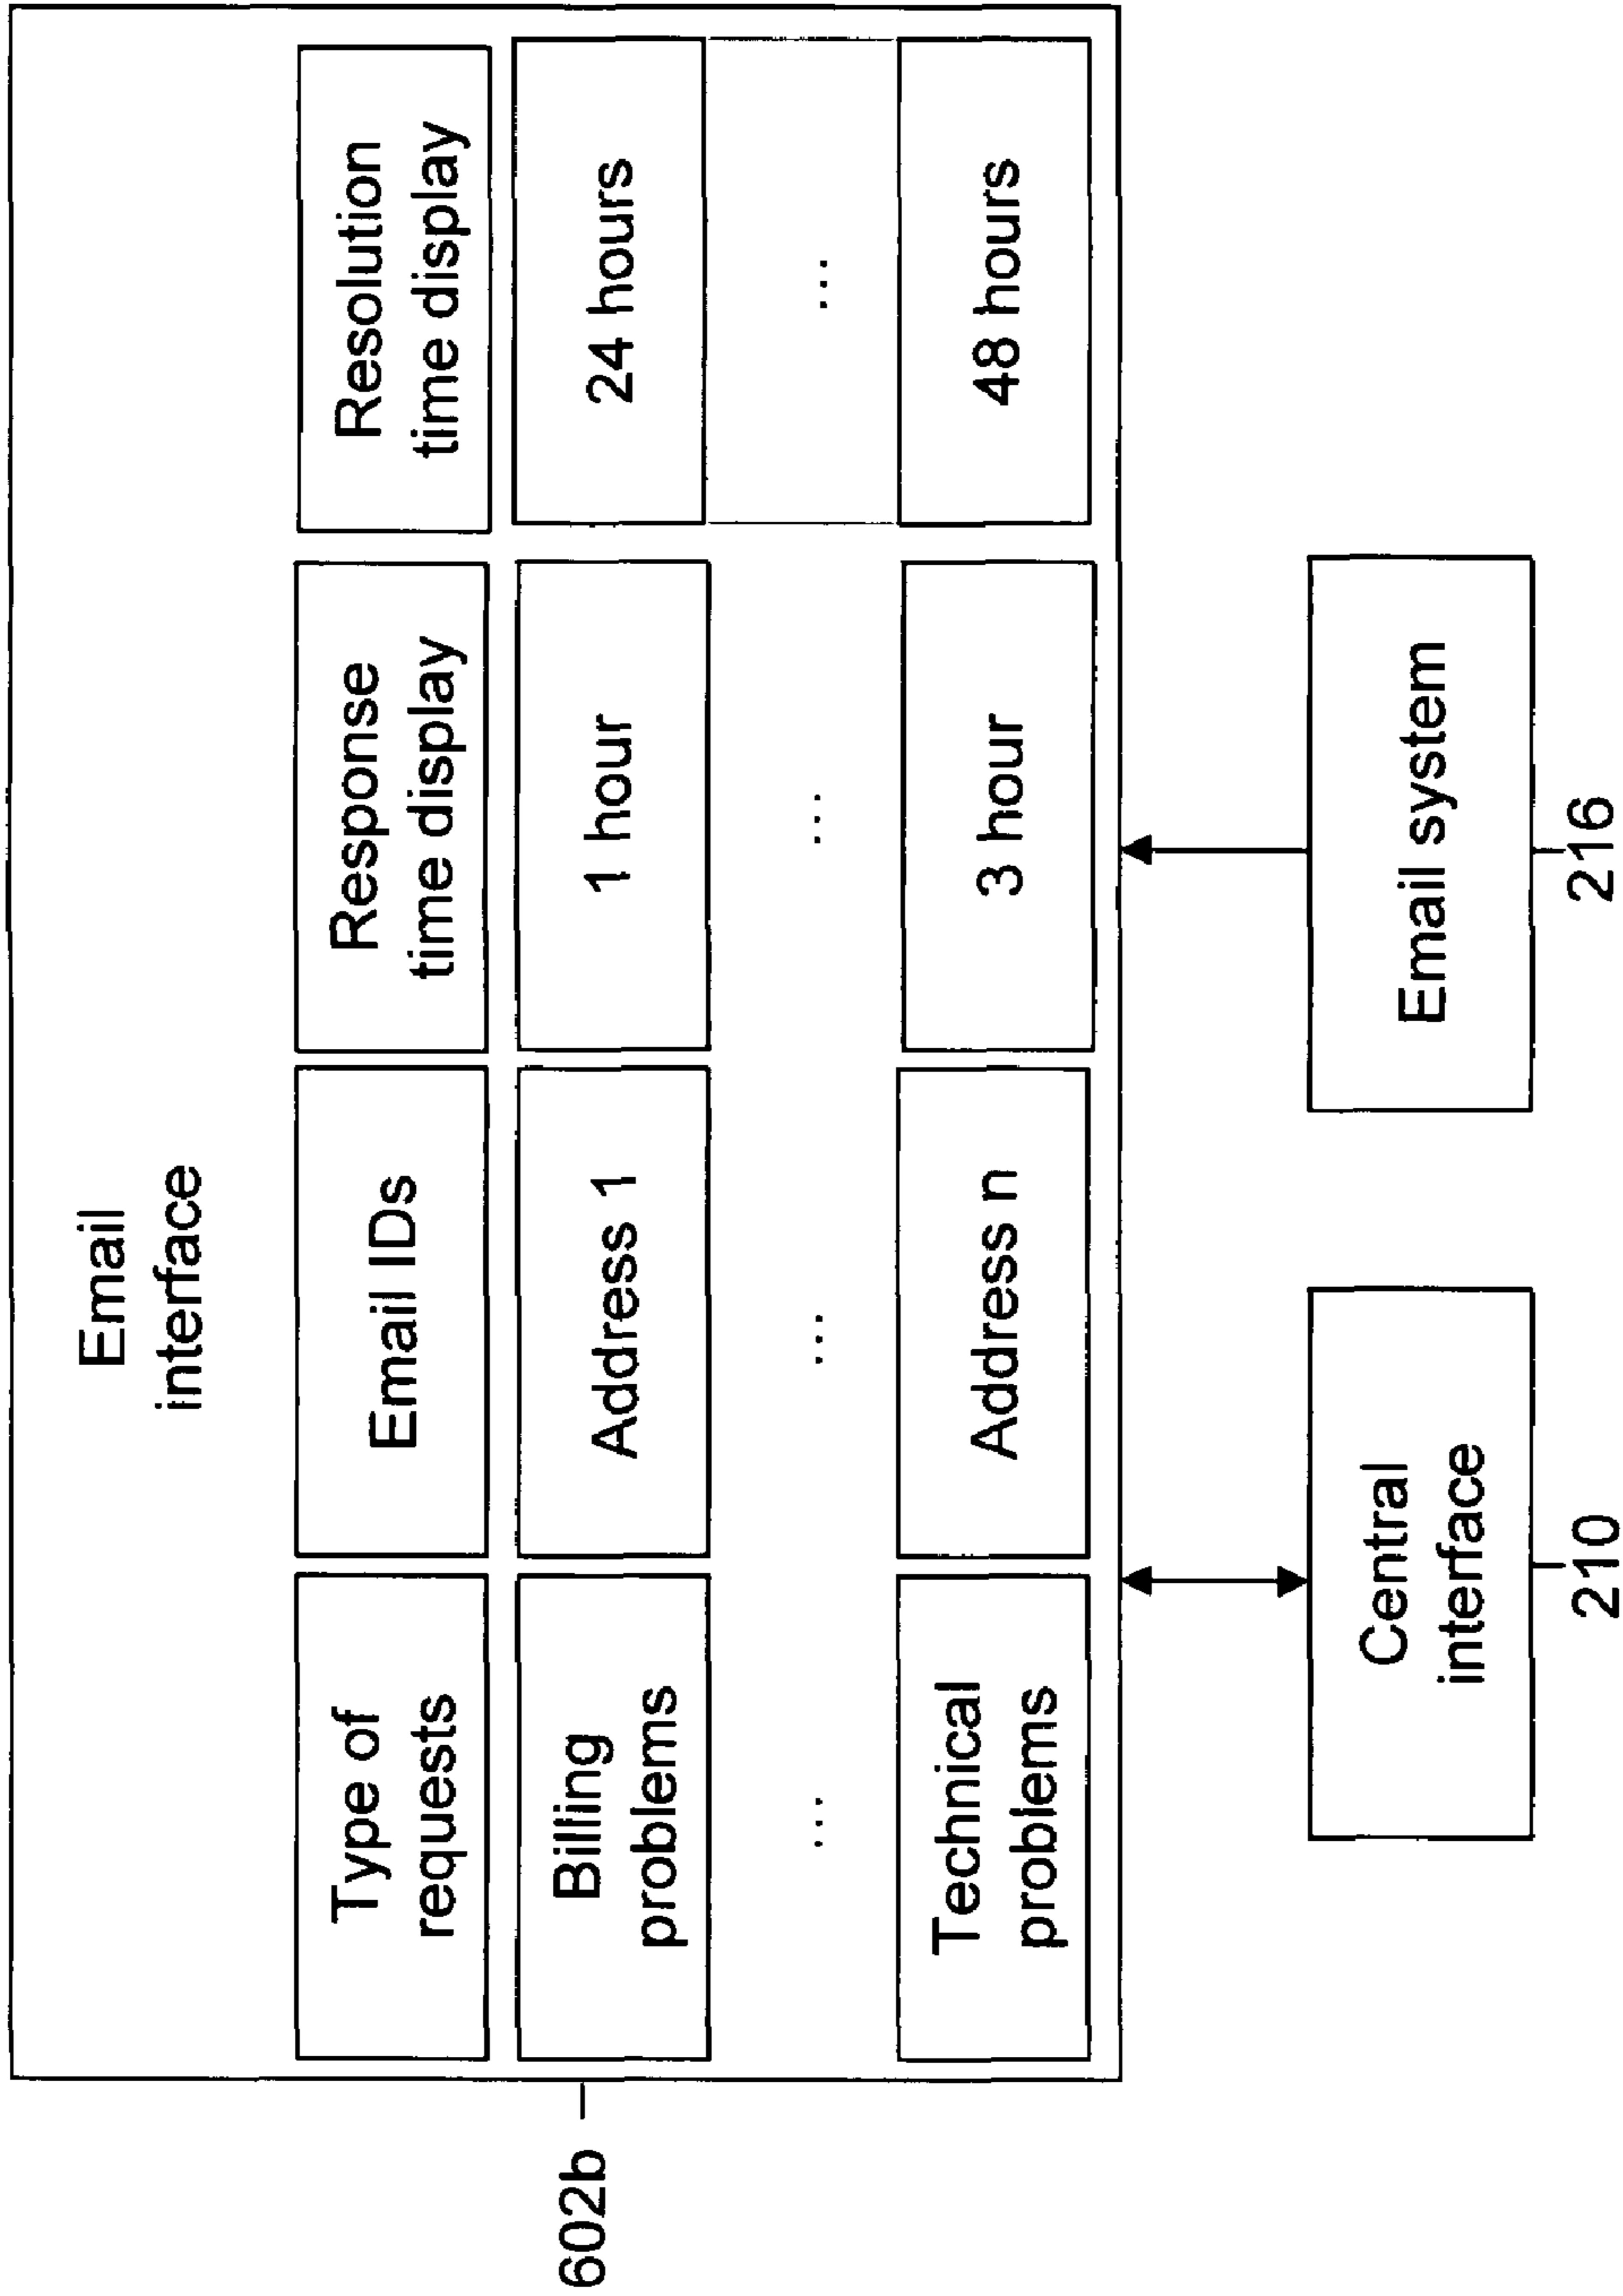 Email
interface
Type of
requests
Email IDs
Response
time display
Resolution
time display
Billing
problems
Address 1
1 hour
24 hours
...
...
...
...
Technical
problems
Address n
3 hour
48 hours
602b
Central
interface
210
Email system
216